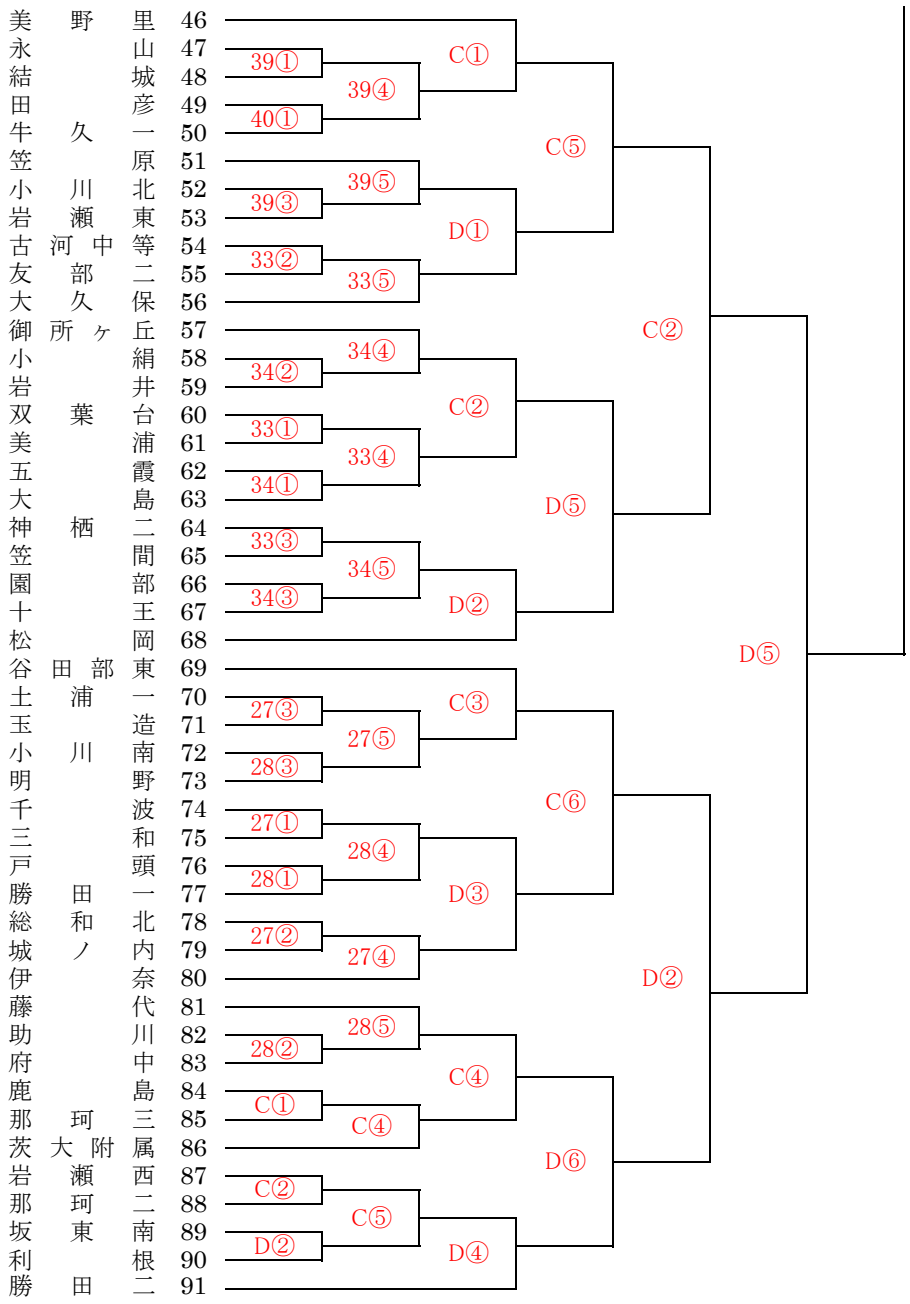 美野里 46
永山 47
結城 48
田彦 49
牛久一 50
笠原 51
小川北 52
岩瀬東 53
古河中等 54
友部二 55
大久保 56
御所ヶ丘 57
小絹 58
岩井 59
双葉台 60
美浦 61
五霞 62
大島 63
神栖二 64
笠間 65
園部 66
十王 67
松岡 68
谷田部東 69
土浦一 70
玉造 71
小川南 72
明野 73
千波 74
三和 75
戸頭 76
勝田一 77
総和北 78
城ノ内 79
伊奈 80
藤代 81
助川 82
府中 83
鹿島 84
那珂三 85
茨大附属 86
岩瀬西 87
那珂二 88
坂東南 89
利根 90
勝田二 91
39①
40①
39③
33②
34②
33①
34①
33③
34③
27③
28③
27①
28①
27②
28②
C①
C②
D②
39④
39⑤
33⑤
34④
33④
34⑤
27⑤
28④
27④
28⑤
C④
C⑤
C①
D①
C②
D②
C③
D③
C④
D④
C⑤
D⑤
C⑥
D⑥
C②
D②
D⑤